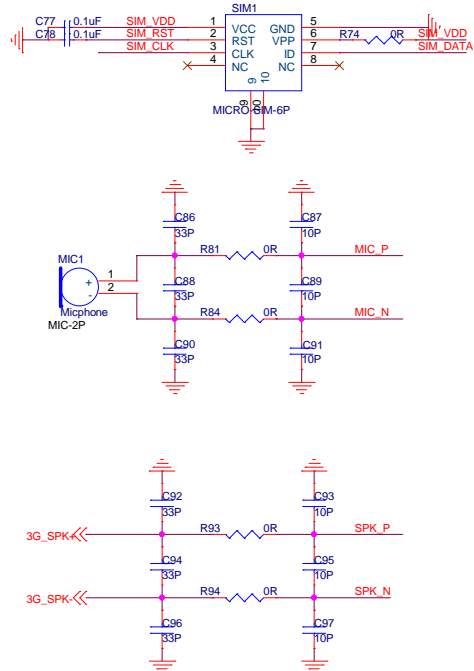 SIM1
C77 0.1uF SIM_VDD 1 VCC GND 5
C78 0.1uF SIM_RST 2 RST VPP 6 R74 0R SIM_VDD
SIM_CLK 3 CLK ID 7 SIM_DATA
4 NC NC 8
9 10
MICRO-SIM-6P
9 10
C86 C87
33P 10P
R81 0R MIC_P
MIC1
1 + C88 C89
2 - 33P 10P
Micphone R84 0R MIC_N
MIC-2P
C90 C91
33P 10P
C92 C93
33P 10P
3G_SPK+ R93 0R SPK_P
C94 C95
33P 10P
3G_SPK- R94 0R SPK_N
C96 C97
33P 10P